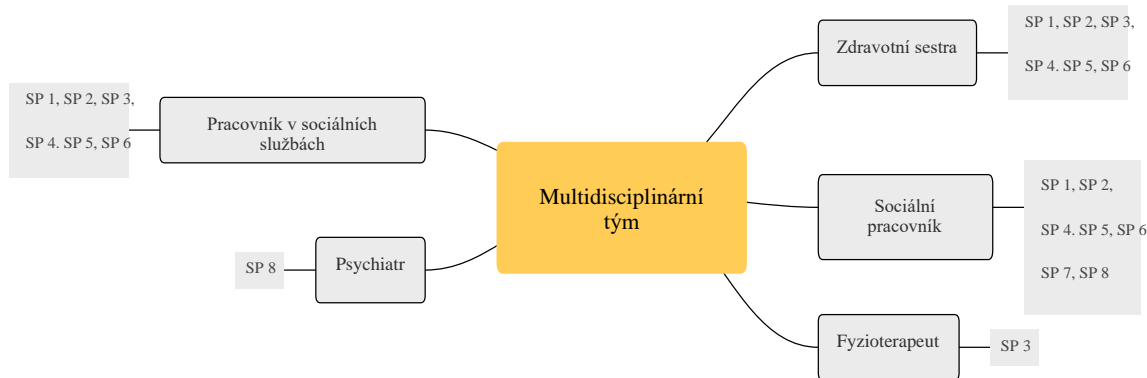 Multidisciplinární
tým
Pracovník v sociálních
službách
SP 1, SP 2, SP 3,
SP 4. SP 5, SP 6
Psychiatr
SP 8
Zdravotní sestra
SP 1, SP 2, SP 3,
SP 4. SP 5, SP 6
Sociální
pracovník
SP 1, SP 2,
SP 4. SP 5, SP 6
SP 7, SP 8
Fyzioterapeut
SP 3